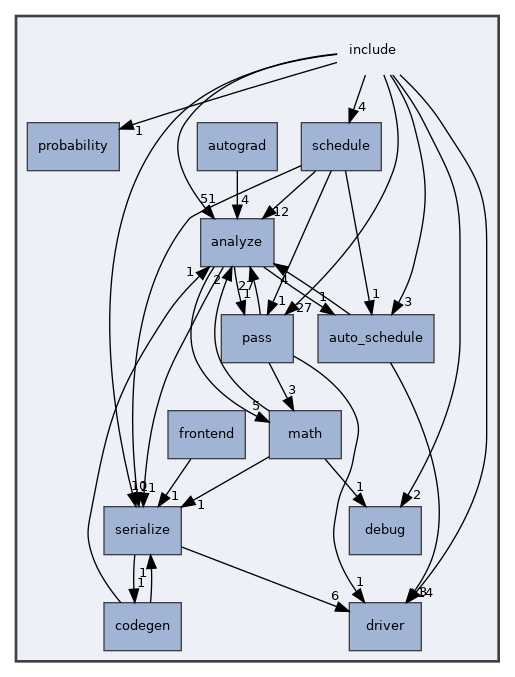 include
1
4
probability
autograd
schedule
51
4
12
analyze
1
2
27
1
4
1
1
27
1
3
pass
auto_schedule
5
3
frontend
math
1
1
1
2
serialize
debug
1
1
6
1
codegen
driver